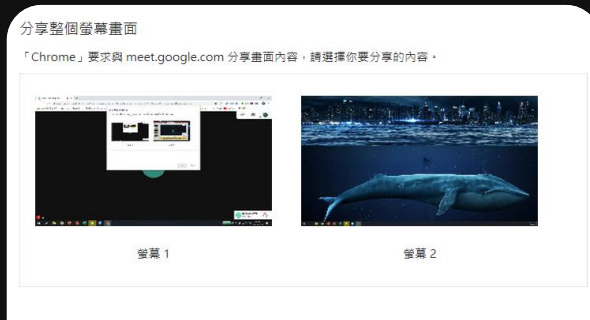 分享整個螢幕畫面
「Chrome」要求與 meet.google.com 分享畫面內容，請選擇你要分享的內容。
螢幕 1
螢幕 2